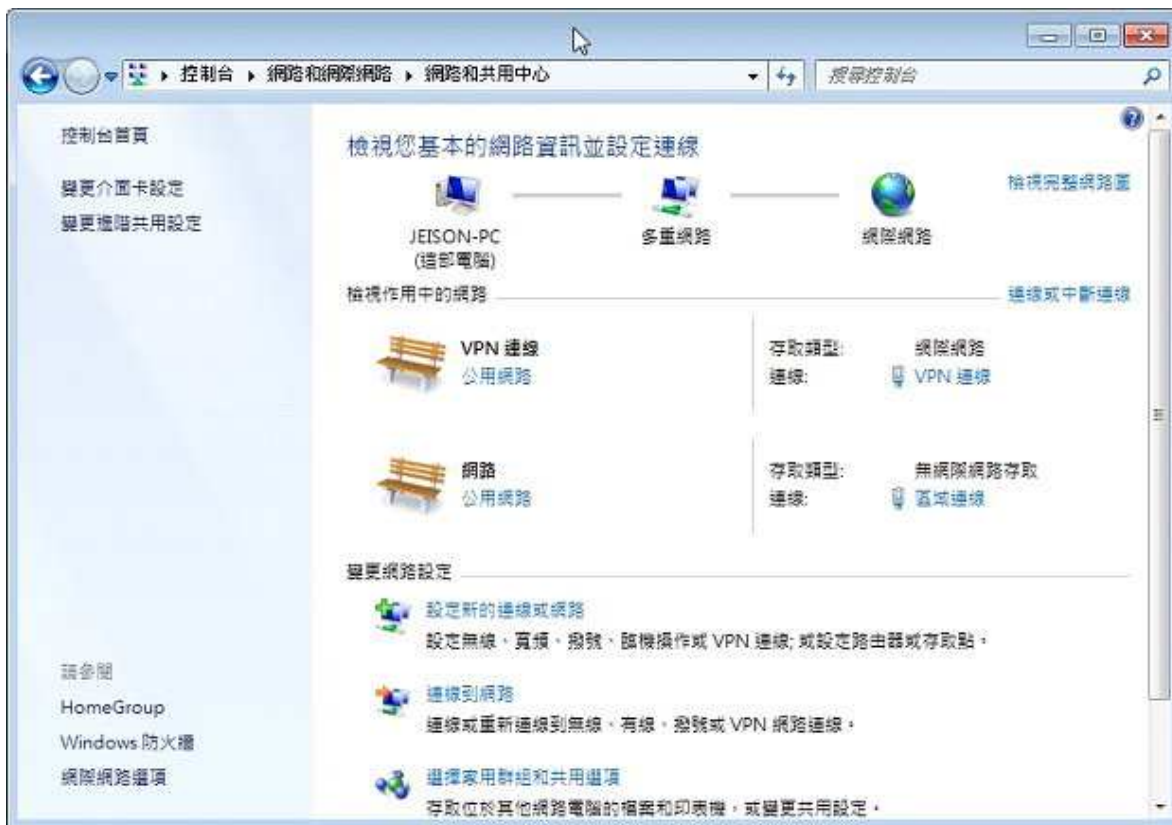 控制台 ▸ 網路和網際網路 ▸ 網路和共用中心
搜尋控制台
控制台首頁
變更介面卡設定
變更進階共用設定
檢視您基本的網路資訊並設定連線
檢視完整網路圖
JEISON-PC
(這部電腦)
多重網路
網際網路
檢視作用中的網路
連線或中斷連線
VPN 連線
公用網路
存取類型: 網際網路
連線: VPN 連線
網路
公用網路
存取類型: 無網際網路存取
連線: 區域連線
變更網路設定
設定新的連線或網路
設定無線、寬頻、撥號、臨機操作或 VPN 連線; 或設定路由器或存取點。
連線到網路
連線或重新連線到無線、有線、撥號或 VPN 網路連線。
選擇家用群組和共用選項
存取位於其他網路電腦的檔案和印表機，或變更共用設定。
請參閱
HomeGroup
Windows 防火牆
網際網路選項